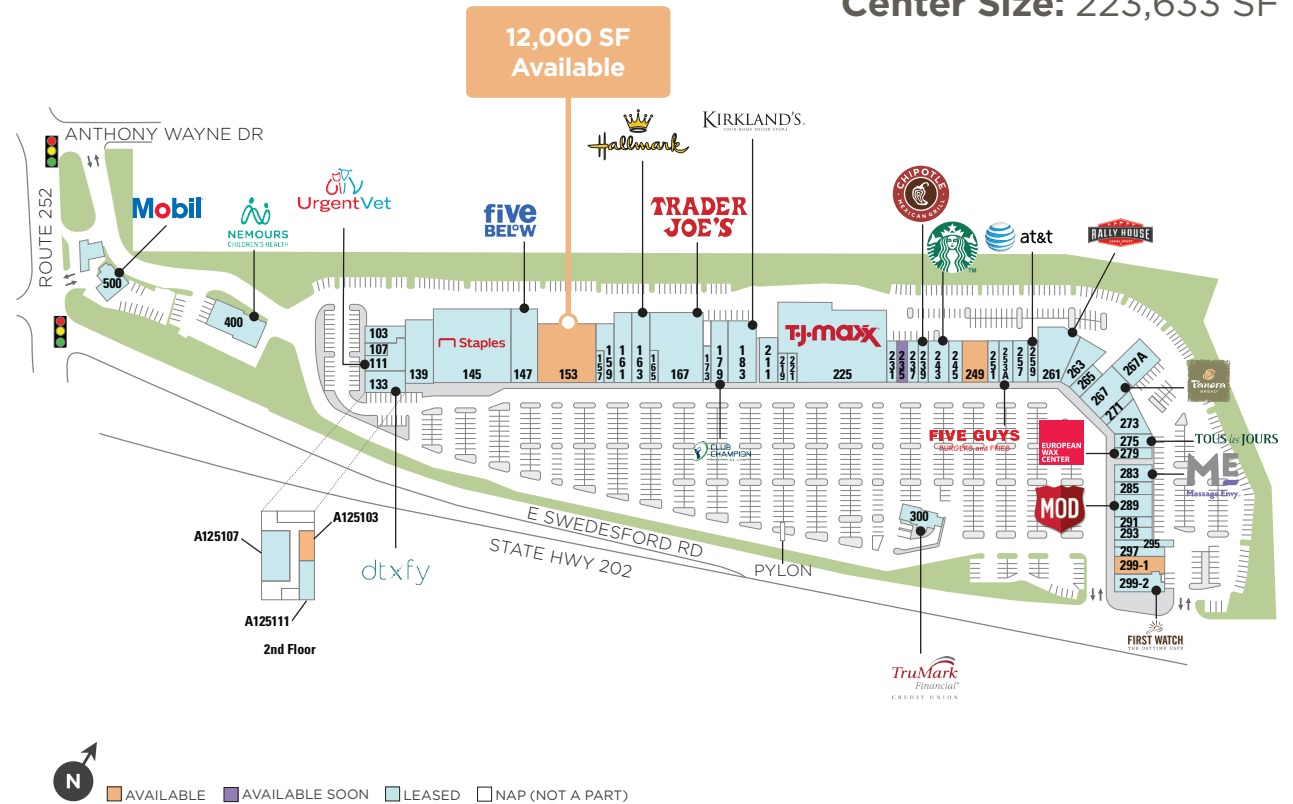 Center Size: 223,633 SF
12,000 SF
Available
ANTHONY WAYNE DR
ROUTE 252
Mobil
NEMOURS
CHILDREN'S HEALTH
UrgentVet
five
BELOW
Hallmark
KIRKLAND'S
YOUR HOME DECOR STORE
TRADER
JOE'S
CHIPOTLE
MEXICAN GRILL
TM
at&t
RALLY HOUSE
500
400
103
107
111
133
139
Staples
145
147
153
157
159
161
163
165
167
173
179
183
211
219
221
T·J·maxx
225
231
235
237
239
243
245
249
251
253A
257
259
261
263
265
267
267A
271
273
275
279
283
285
289
291
293
295
297
299-1
299-2
300
Panera
BREAD
TOUS les JOURS
ME
Massage Envy
FIVE GUYS
BURGERS and FRIES
EUROPEAN
WAX
CENTER
MOD
CLUB
CHAMPION
E SWEDESFORD RD
STATE HWY 202
PYLON
A125107
A125103
A125111
2nd Floor
dtxfy
TruMark
Financial
CREDIT UNION
FIRST WATCH
THE DAYTIME CAFE
N
AVAILABLE
AVAILABLE SOON
LEASED
NAP (NOT A PART)